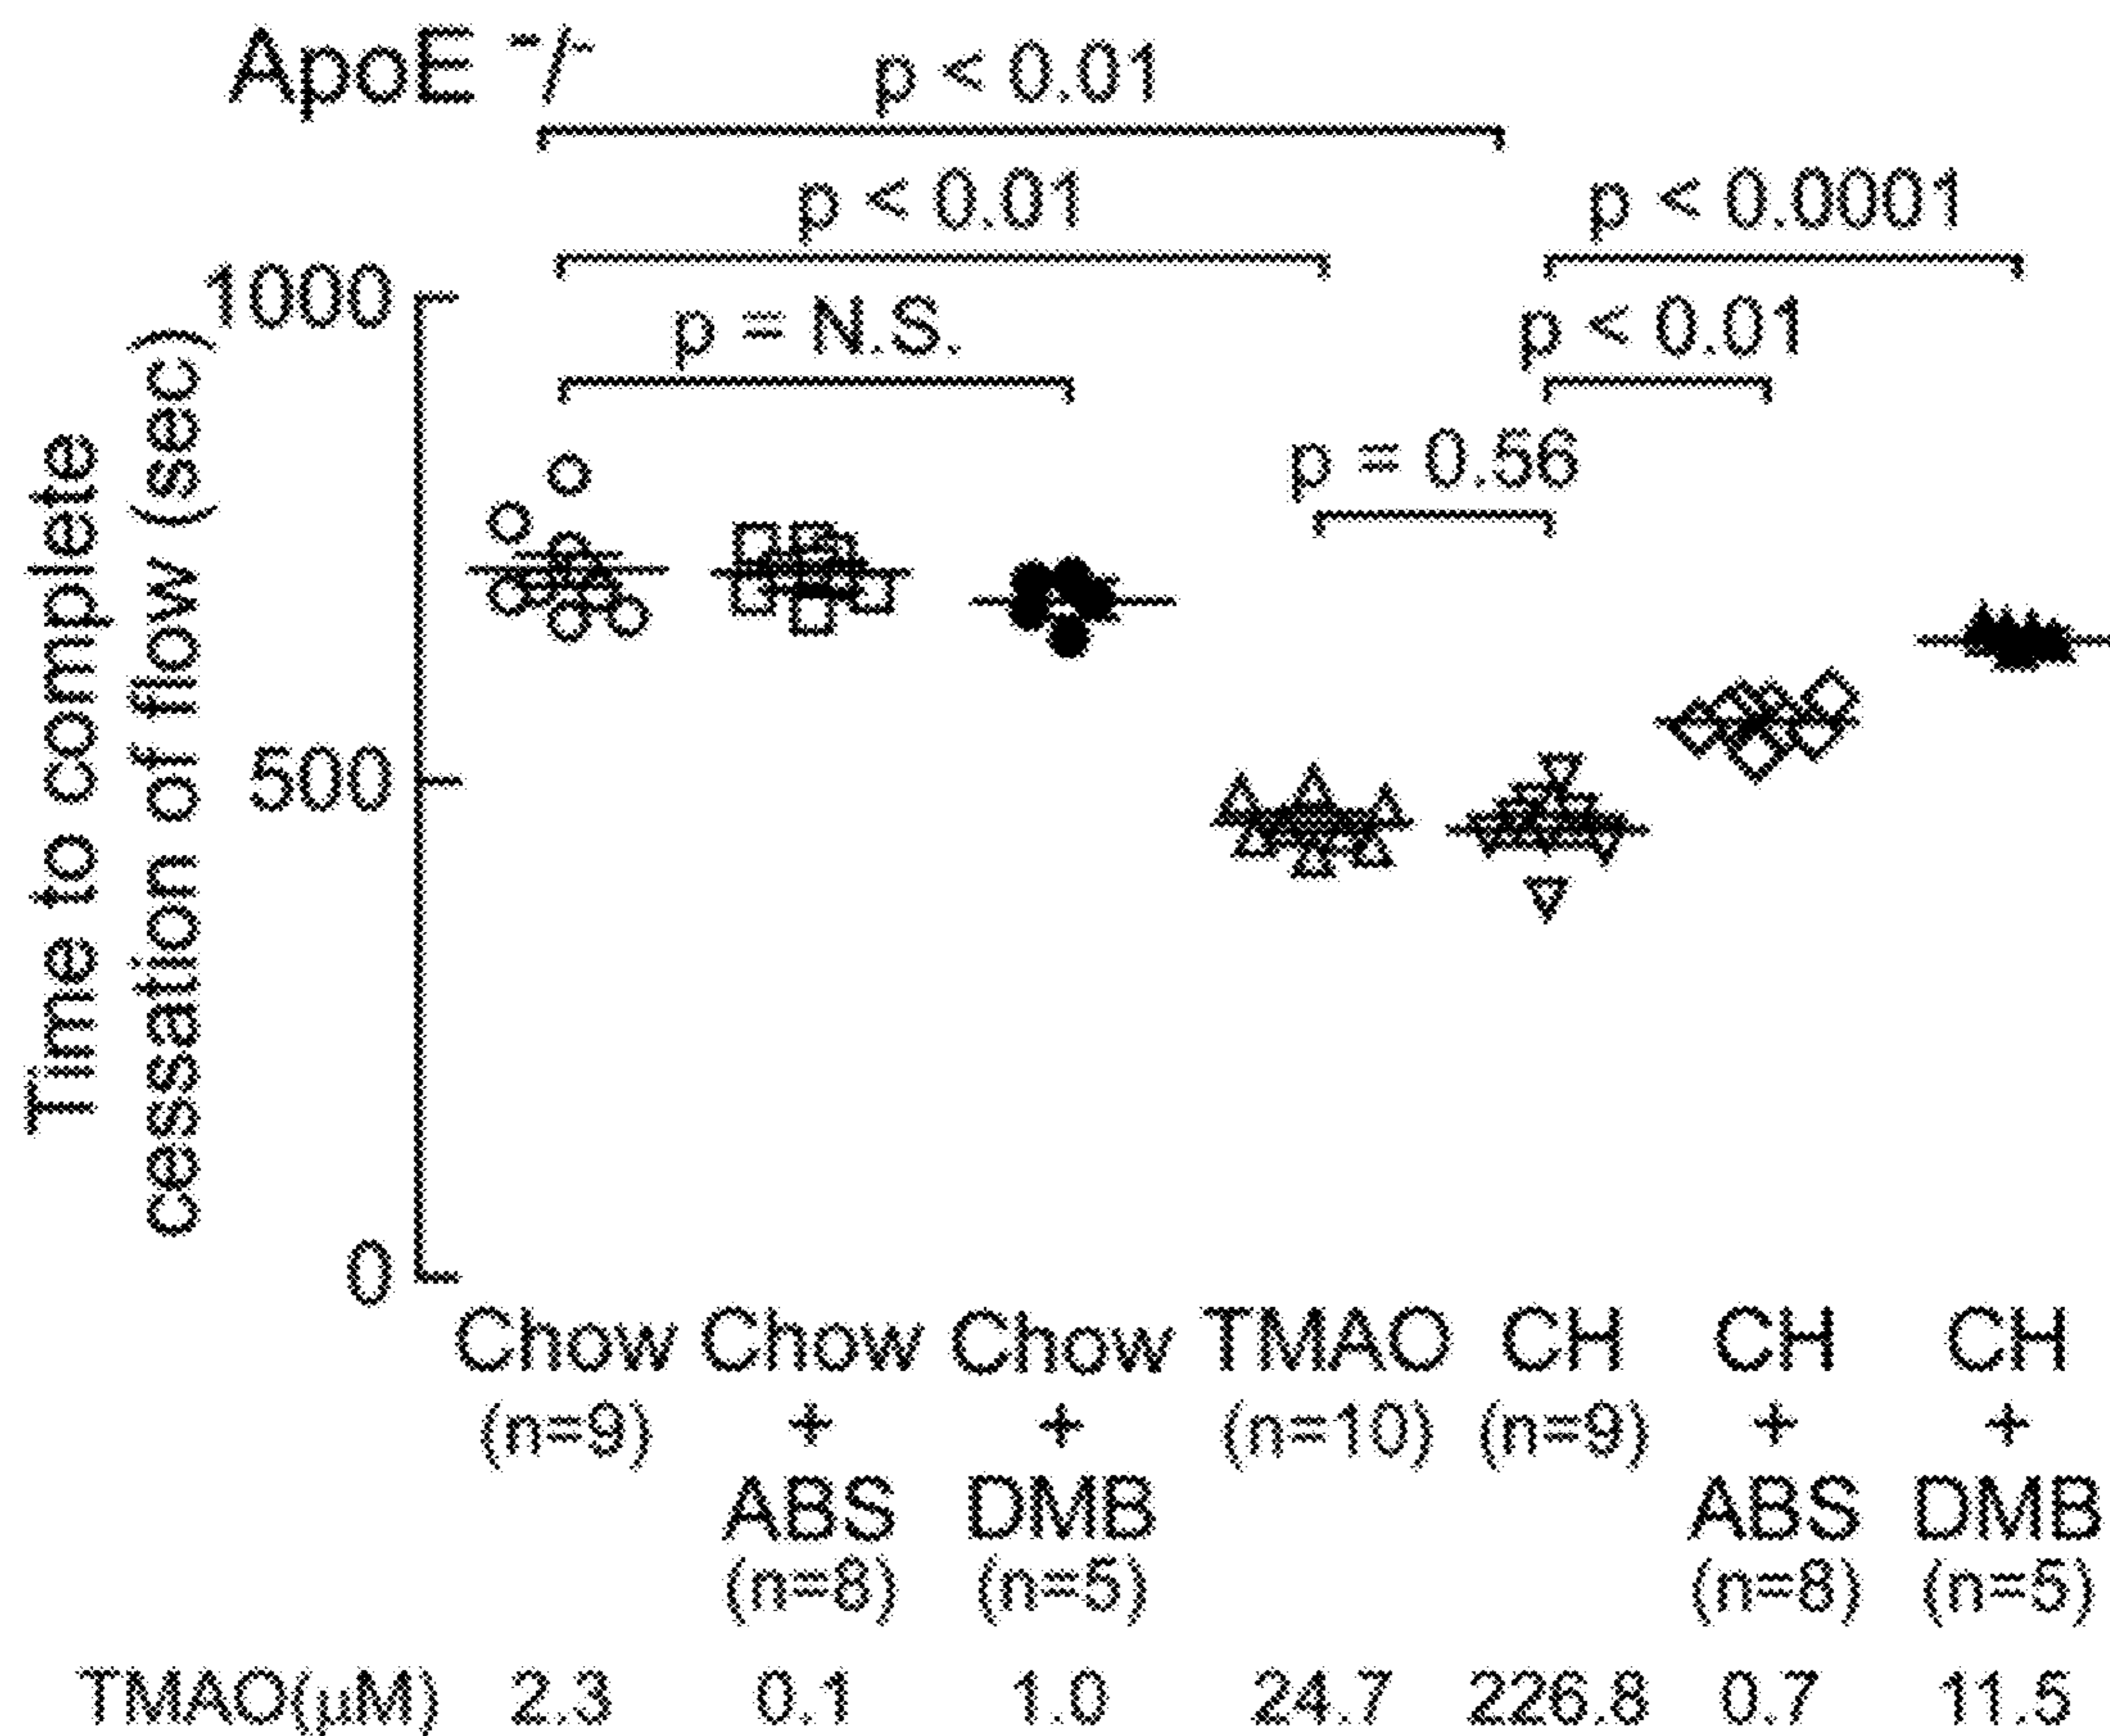 ApoE -/-
p < 0.01
p < 0.01
p < 0.0001
p = N.S.
p < 0.01
p = 0.56
Time to complete
cessation of flow (sec)
1000
500
0
Chow Chow Chow TMAO CH CH CH
(n=9) + + (n=10) (n=9) + +
ABS DMB ABS DMB
(n=8) (n=5) (n=8) (n=5)
TMAO(µM) 2.3 0.1 1.0 24.7 226.8 0.7 11.5